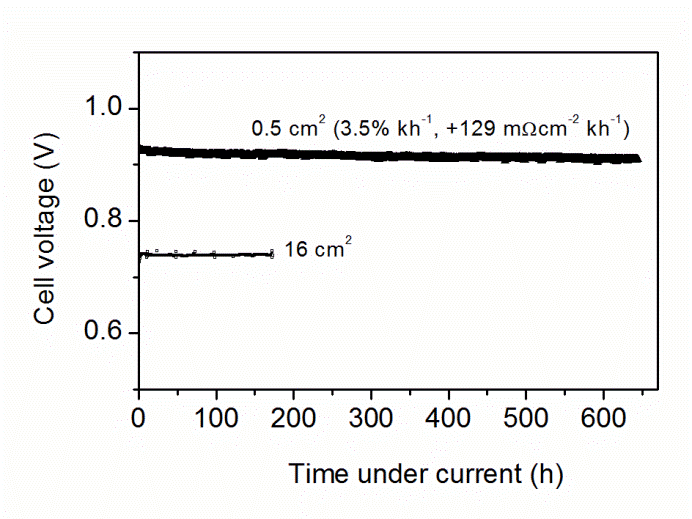 1.0
0.8
0.6
Cell voltage (V)
0.5 cm² (3.5% kh⁻¹, +129 mΩcm⁻² kh⁻¹)
16 cm²
0 100 200 300 400 500 600
Time under current (h)